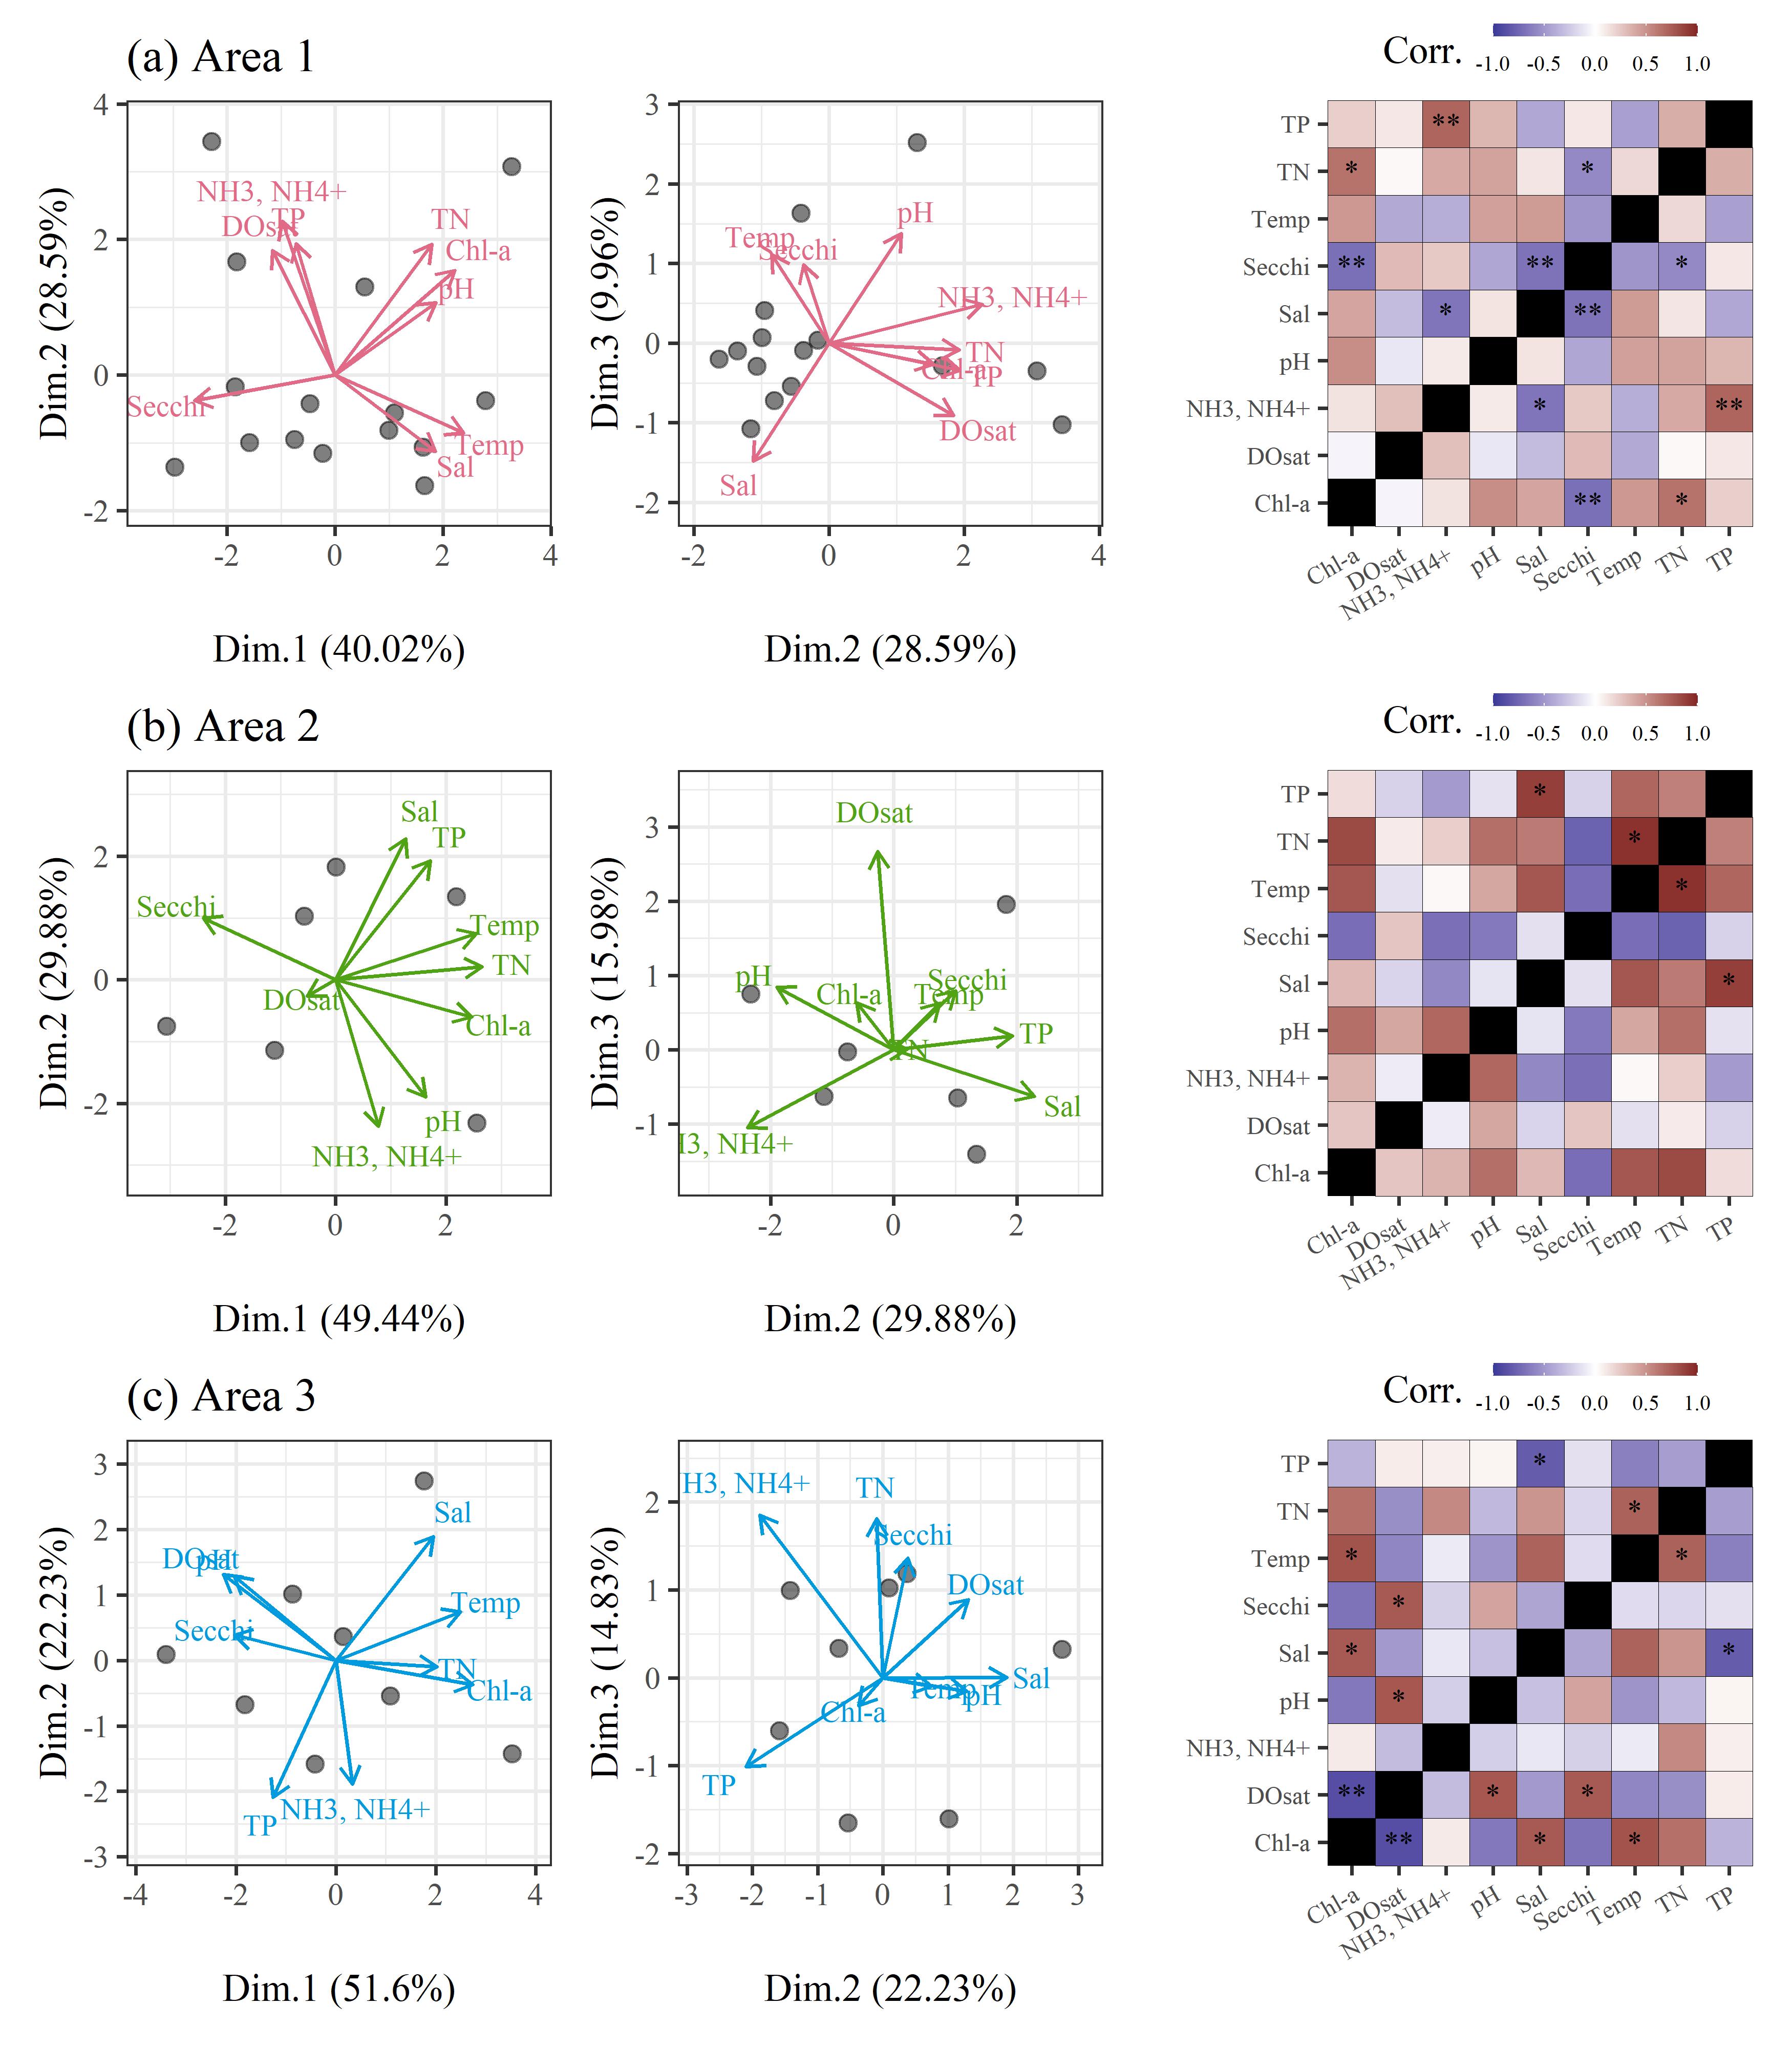 (a) Area 1
Corr.
-1.0 -0.5 0.0 0.5 1.0
Dim.2 (28.59%)
4
2
0
-2
NH3, NH4+
TP
DOsat
TN
Chl-a
pH
Secchi
Temp
Sal
-2 0 2 4
Dim.1 (40.02%)
Dim.3 (9.96%)
3
2
1
0
-1
-2
pH
Temp
Secchi
NH3, NH4+
TN
Chl-a
TP
DOsat
Sal
-2 0 2 4
Dim.2 (28.59%)
TP **
TN * *
Temp
Secchi ** ** *
Sal * **
pH
NH3, NH4+ * **
DOsat
Chl-a ** *
Chl-a DOsat NH3, NH4+ pH Sal Secchi Temp TN TP
(b) Area 2
Corr.
-1.0 -0.5 0.0 0.5 1.0
Dim.2 (29.88%)
2
0
-2
Sal
TP
Secchi
Temp
TN
DOsat
Chl-a
pH
NH3, NH4+
-2 0 2
Dim.1 (49.44%)
Dim.3 (15.98%)
3
2
1
0
-1
DOsat
pH
Secchi
Chl-a
Temp
TP
TN
Sal
H3, NH4+
-2 0 2
Dim.2 (29.88%)
TP *
TN *
Temp *
Secchi
Sal *
pH
NH3, NH4+
DOsat
Chl-a
Chl-a DOsat NH3, NH4+ pH Sal Secchi Temp TN TP
(c) Area 3
Corr.
-1.0 -0.5 0.0 0.5 1.0
Dim.2 (22.23%)
3
2
1
0
-1
-2
-3
Sal
DOsat
pH
Temp
Secchi
TN
Chl-a
NH3, NH4+
TP
-4 -2 0 2 4
Dim.1 (51.6%)
Dim.3 (14.83%)
2
1
0
-1
-2
H3, NH4+
TN
Secchi
DOsat
Sal
Temp
pH
Chl-a
TP
-3 -2 -1 0 1 2 3
Dim.2 (22.23%)
TP *
TN *
Temp * *
Secchi *
Sal * *
pH *
NH3, NH4+
DOsat ** * *
Chl-a ** * *
Chl-a DOsat NH3, NH4+ pH Sal Secchi Temp TN TP